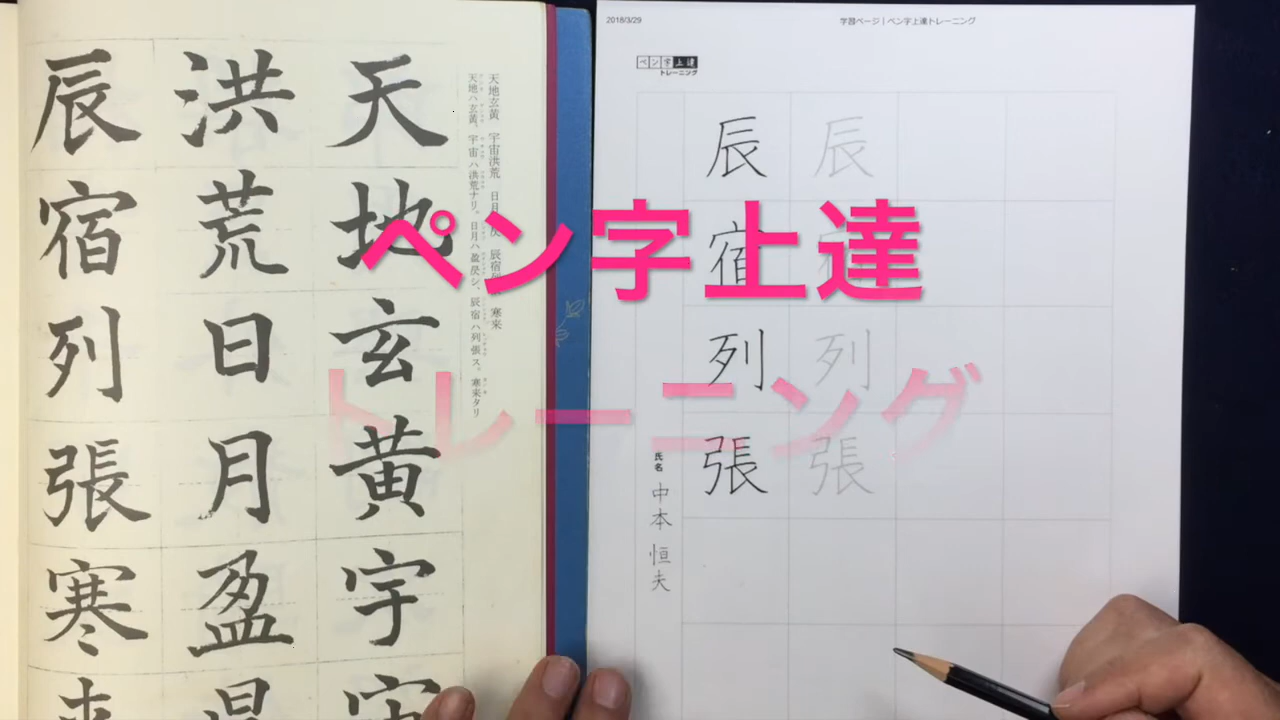 天地玄黄宇宙
洪荒日月盈昃
辰宿列張寒来
天地玄黄 宇宙洪荒 日月盈昃 辰宿列張 寒来
天地ハ玄黄、宇宙ハ洪荒ナリ。日月ハ盈昃シ、辰宿ハ列張ス。寒来タリ
2018/3/29
学習ページ | ペン字上達トレーニング
ペン字上達
トレーニング
辰宿列張
辰宿列張
氏名
中本 恒夫
ペン字上達
トレーニング